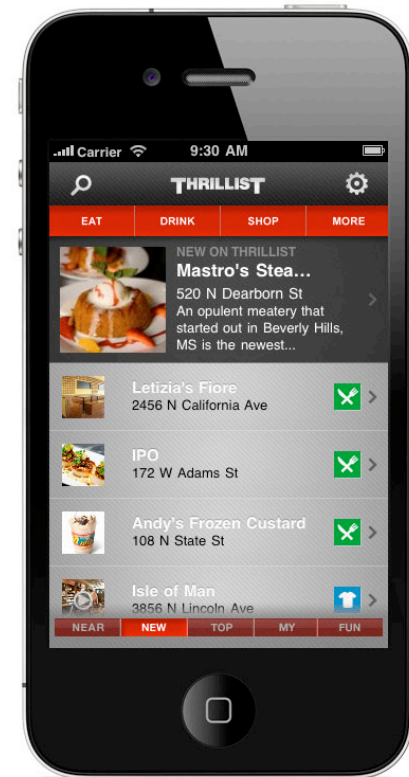 Carrier 9:30 AM
THRILLIST
EAT DRINK SHOP MORE
NEW ON THRILLIST
Mastro's Stea...
520 N Dearborn St
An opulent meatery that
started out in Beverly Hills,
MS is the newest...
Letizia's Fiore
2456 N California Ave
IPO
172 W Adams St
Andy's Frozen Custard
108 N State St
Isle of Man
3856 N Lincoln Ave
NEAR NEW TOP MY FUN